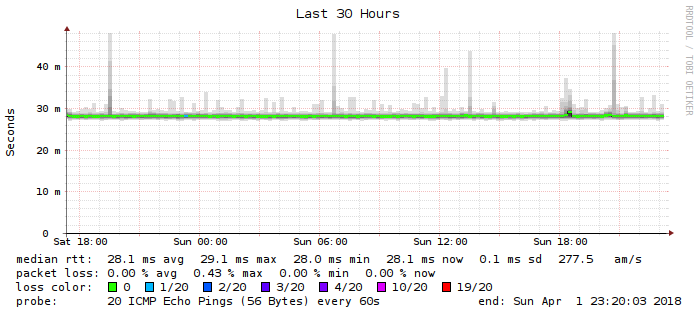 Last 30 Hours
RRDTOOL / TOBI OETIKER
Seconds
40 m
30 m
20 m
10 m
0
Sat 18:00 Sun 00:00 Sun 06:00 Sun 12:00 Sun 18:00
median rtt: 28.1 ms avg 29.1 ms max 28.0 ms min 28.1 ms now 0.1 ms sd 277.5 am/s
packet loss: 0.00 % avg 0.43 % max 0.00 % min 0.00 % now
loss color: 0 1/20 2/20 3/20 4/20 10/20 19/20
probe: 20 ICMP Echo Pings (56 Bytes) every 60s end: Sun Apr 1 23:20:03 2018